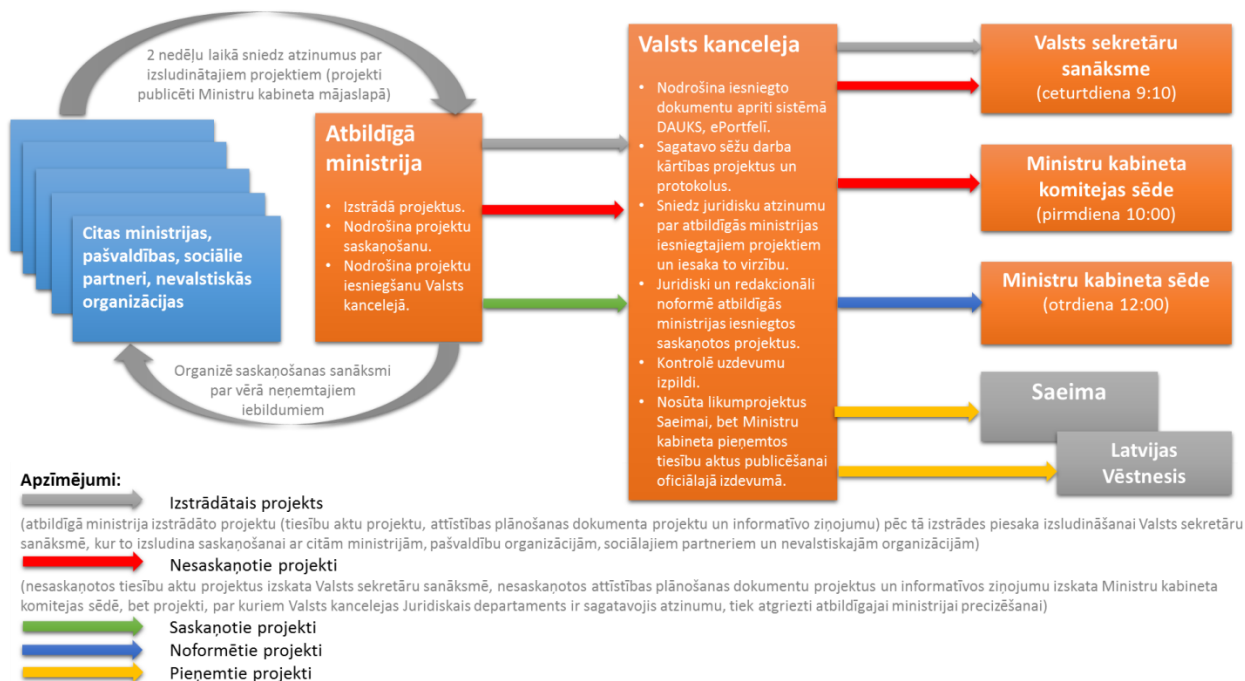 2 nedēļu laikā sniedz atzinumus par
izsludinātajiem projektiem (projekti
publicēti Ministru kabineta mājaslapā)
Citas ministrijas,
pašvaldības, sociālie
partneri, nevalstiskās
organizācijas
Organizē saskaņošanas sanāksmi
par vērā neņemtajiem
iebildumiem
Atbildīgā
ministrija
• Izstrādā projektus.
• Nodrošina projektu
saskaņošanu.
• Nodrošina projektu
iesniegšanu Valsts
kancelejā.
Valsts kanceleja
• Nodrošina iesniegto
dokumentu apriti sistēmā
DAUKS, ePortfelī.
• Sagatavo sēžu darba
kārtības projektus un
protokolus.
• Sniedz juridisku atzinumu
par atbildīgās ministrijas
iesniegtajiem projektiem
un iesaka to virzību.
• Juridiski un redakcionāli
noformē atbildīgās
ministrijas iesniegtos
saskaņotos projektus.
• Kontrolē uzdevumu
izpildi.
• Nosūta likumprojektus
Saeimai, bet Ministru
kabineta pieņemtos
tiesību aktus publicēšanai
oficiālajā izdevumā.
Valsts sekretāru
sanāksme
(ceturtdiena 9:10)
Ministru kabineta
komitejas sēde
(pirmdiena 10:00)
Ministru kabineta sēde
(otrdiena 12:00)
Saeima
Latvijas
Vēstnesis
Apzīmējumi:
Izstrādātais projekts
(atbildīgā ministrija izstrādāto projektu (tiesību aktu projektu, attīstības plānošanas dokumenta projektu un informatīvo ziņojumu) pēc tā izstrādes piesaka izsludināšanai Valsts sekretāru
sanāksmē, kur to izsludina saskaņošanai ar citām ministrijām, pašvaldību organizācijām, sociālajiem partneriem un nevalstiskajām organizācijām)
Nesaskaņotie projekti
(nesaskaņotos tiesību aktu projektus izskata Valsts sekretāru sanāksmē, nesaskaņotos attīstības plānošanas dokumentu projektus un informatīvos ziņojumu izskata Ministru kabineta
komitejas sēdē, bet projekti, par kuriem Valsts kancelejas Juridiskais departaments ir sagatavojis atzinumu, tiek atgriezti atbildīgajai ministrijai precizēšanai)
Saskaņotie projekti
Noformētie projekti
Pieņemtie projekti